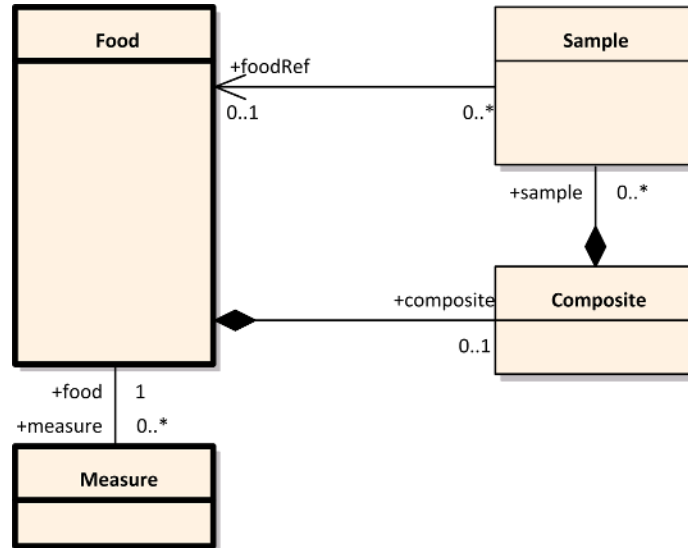 Food
Sample
+foodRef
0..1
0..*
+sample
0..*
+composite
Composite
0..1
+food
1
+measure
0..*
Measure